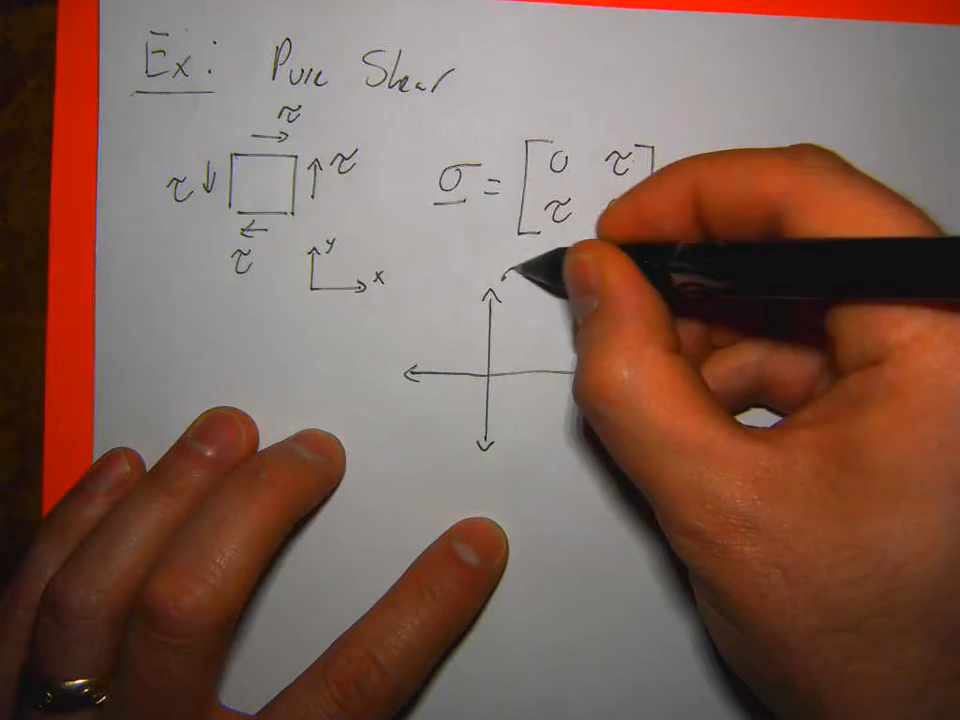 Ex: Pure Shear
τ
τ τ
τ
y
x
σ = [ 0 τ
τ